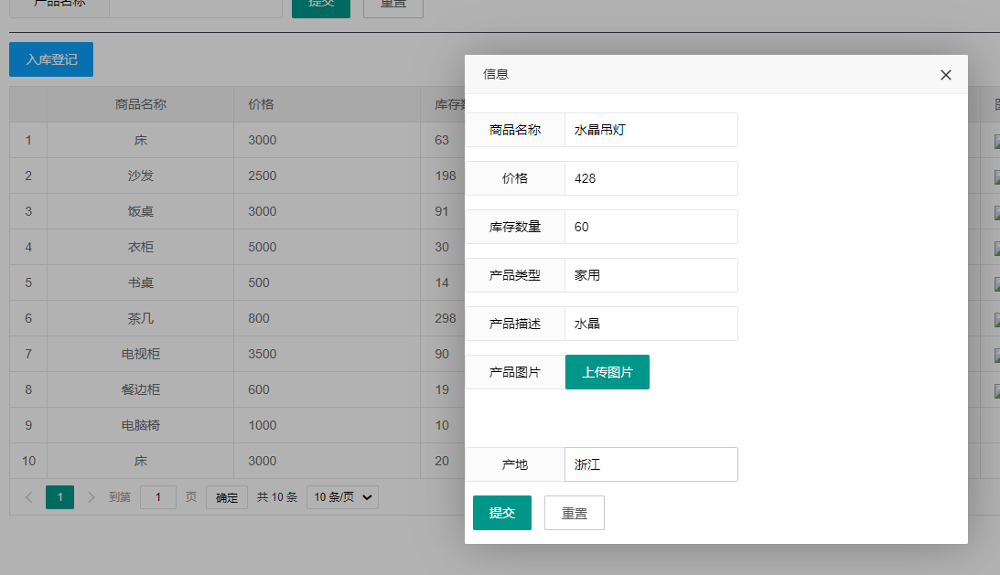 产品名称 提交 重置
入库登记
商品名称 价格 库存数
1 床 3000 63
2 沙发 2500 198
3 饭桌 3000 91
4 衣柜 5000 30
5 书桌 500 14
6 茶几 800 298
7 电视柜 3500 90
8 餐边柜 600 19
9 电脑椅 1000 10
10 床 3000 20
1 到第 1 页 确定 共 10 条 10 条/页
信息
商品名称 水晶吊灯
价格 428
库存数量 60
产品类型 家用
产品描述 水晶
产品图片 上传图片
产地 浙江
提交 重置